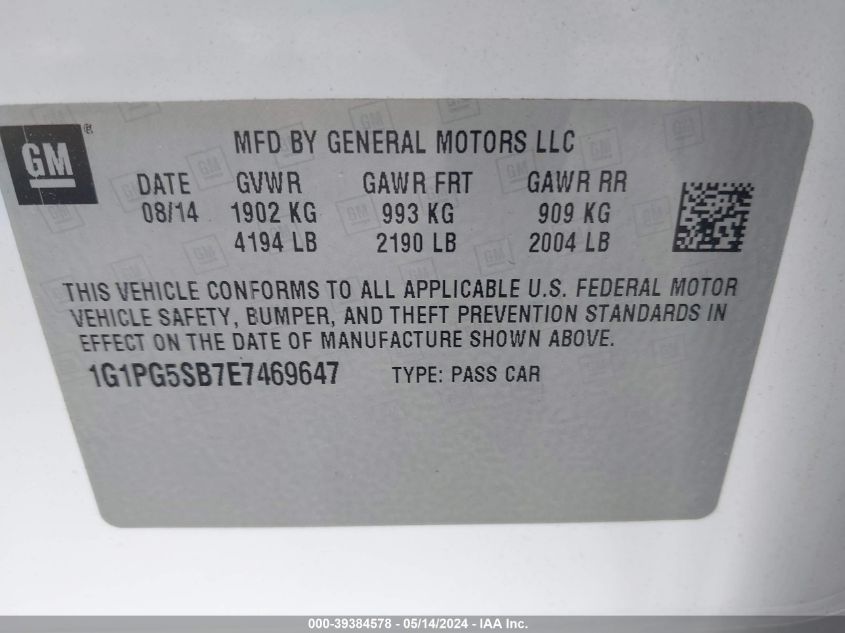 GM
MFD BY GENERAL MOTORS LLC
DATE GVWR GAWR FRT GAWR RR
08/14 1902 KG 993 KG 909 KG
4194 LB 2190 LB 2004 LB
THIS VEHICLE CONFORMS TO ALL APPLICABLE U.S. FEDERAL MOTOR
VEHICLE SAFETY, BUMPER, AND THEFT PREVENTION STANDARDS IN
EFFECT ON THE DATE OF MANUFACTURE SHOWN ABOVE.
1G1PG5SB7E7469647 TYPE: PASS CAR
000-39384578 - 05/14/2024 - IAA Inc.